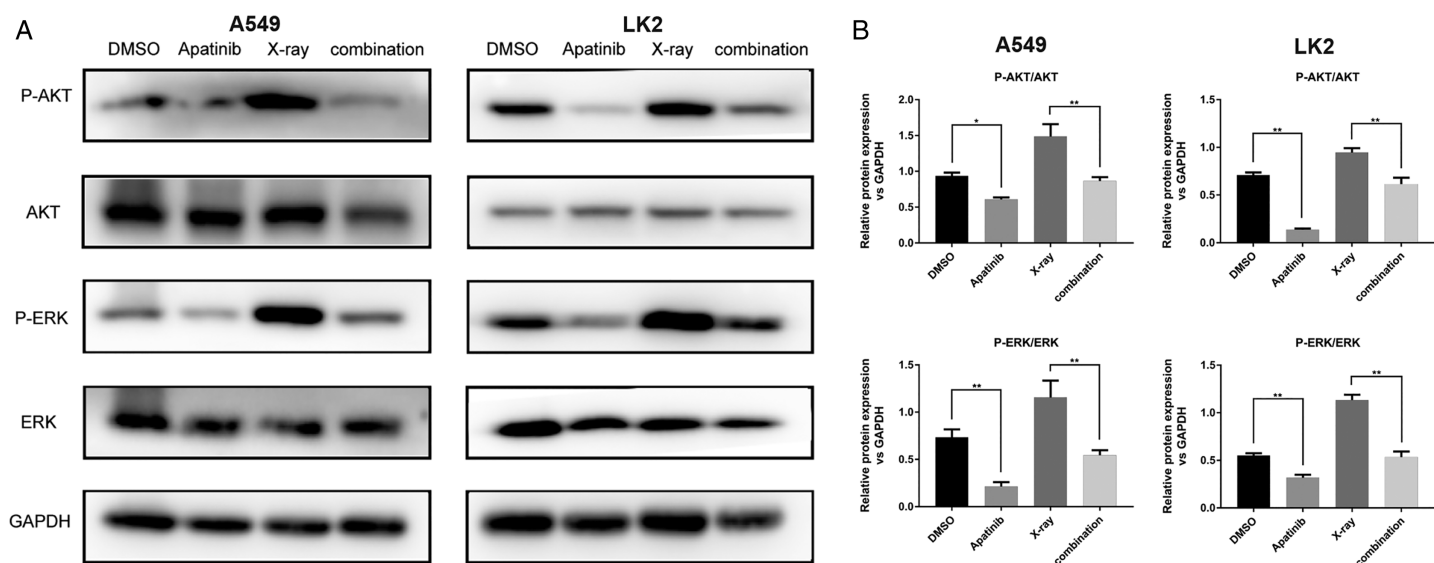 A
A549
DMSO Apatinib X-ray combination
LK2
DMSO Apatinib X-ray combination
P-AKT
AKT
P-ERK
ERK
GAPDH
B
A549
P-AKT/AKT
Relative protein expression
vs GAPDH
2.0
1.5
1.0
0.5
0.0
*
**
DMSO
Apatinib
X-ray
combination
LK2
P-AKT/AKT
Relative protein expression
vs GAPDH
1.5
1.0
0.5
0.0
**
**
DMSO
Apatinib
X-ray
combination
P-ERK/ERK
Relative protein expression
vs GAPDH
1.5
1.0
0.5
0.0
**
**
DMSO
Apatinib
X-ray
combination
P-ERK/ERK
Relative protein expression
vs GAPDH
1.5
1.0
0.5
0.0
**
**
DMSO
Apatinib
X-ray
combination